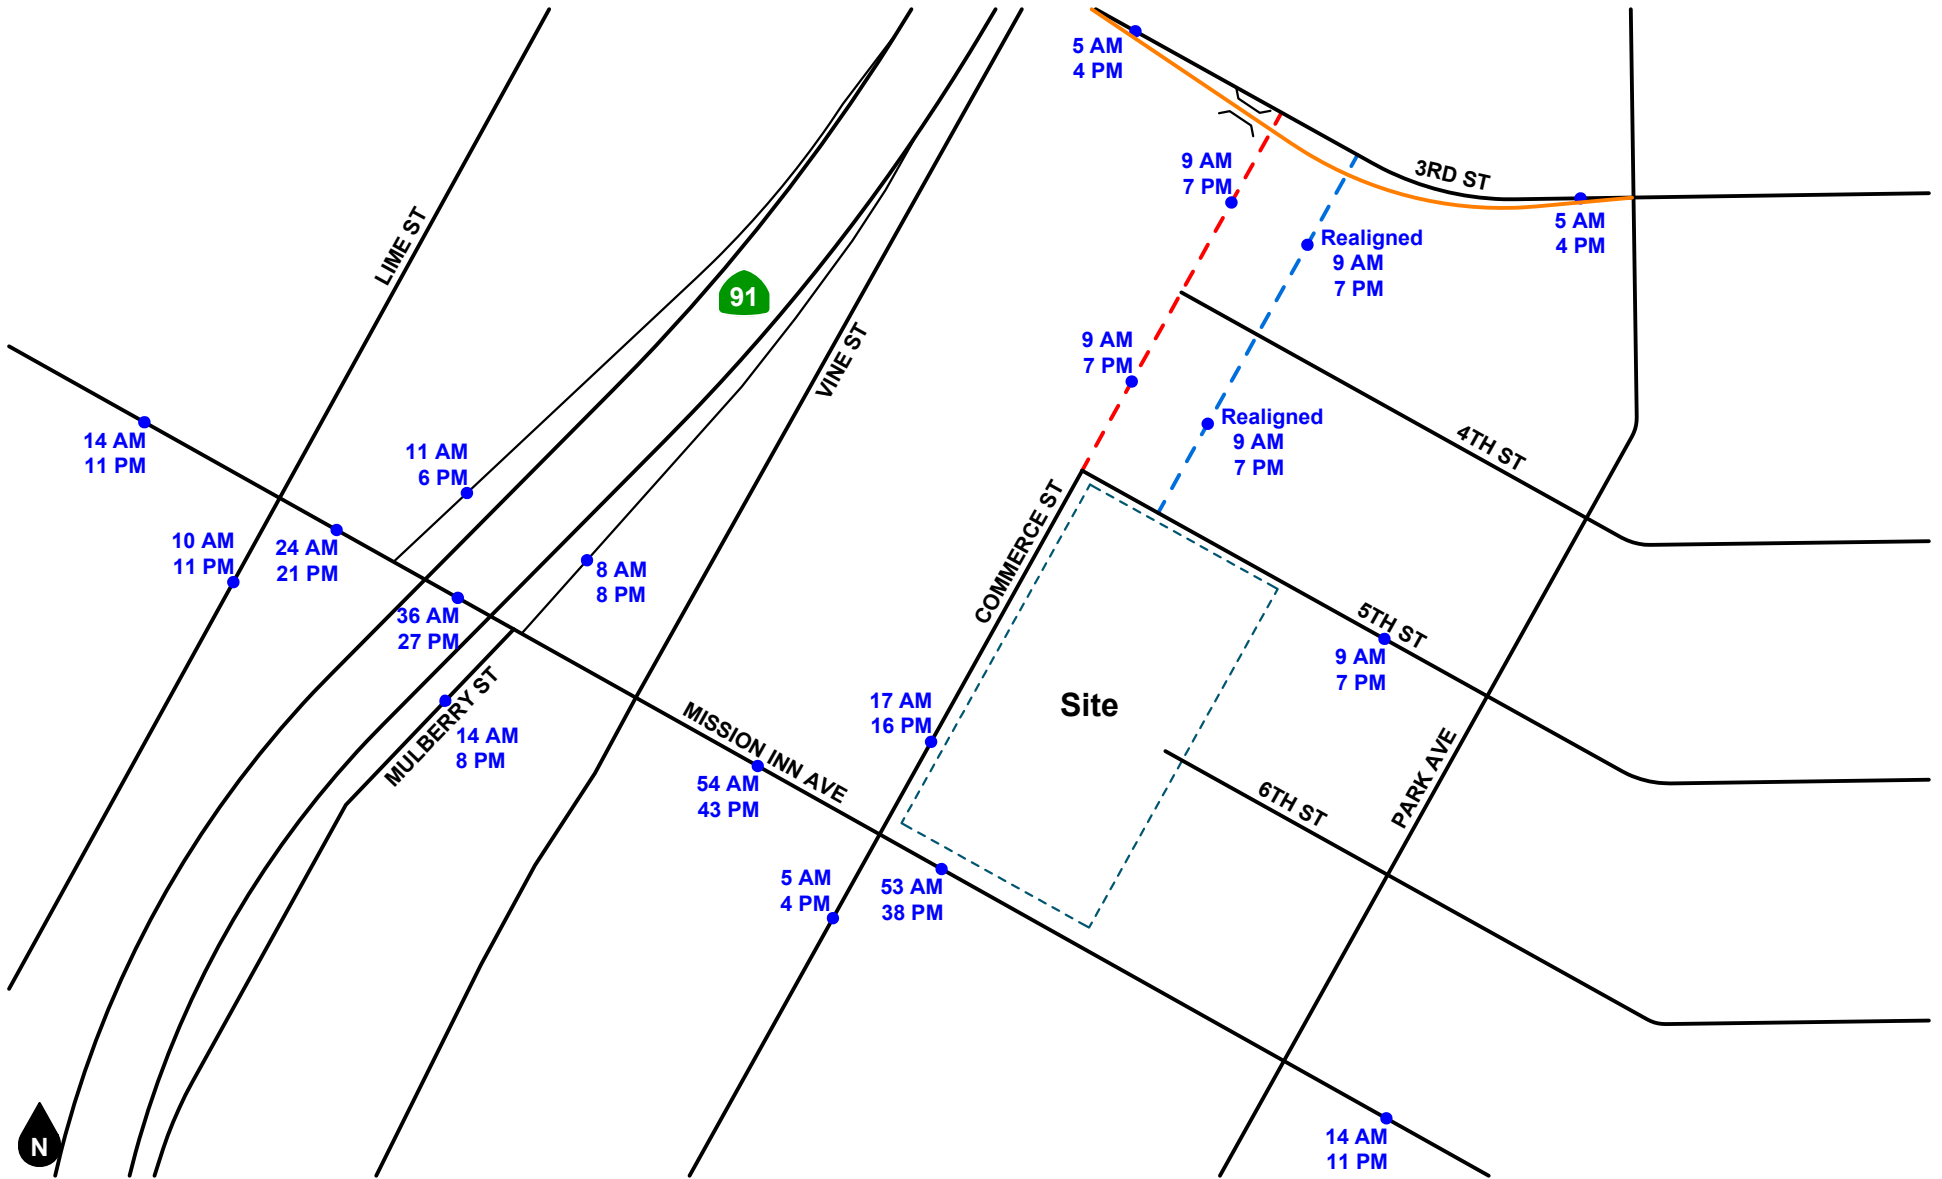 5 AM
4 PM
3RD ST
9 AM
7 PM
5 AM
4 PM
Realigned
9 AM
7 PM
LIME ST
91
VINE ST
9 AM
7 PM
Realigned
9 AM
7 PM
4TH ST
14 AM
11 PM
11 AM
6 PM
10 AM
11 PM
24 AM
21 PM
36 AM
27 PM
8 AM
8 PM
COMMERCE ST
5TH ST
9 AM
7 PM
MULBERRY ST
14 AM
8 PM
MISSION INN AVE
54 AM
43 PM
17 AM
16 PM
Site
PARK AVE
6TH ST
5 AM
4 PM
53 AM
38 PM
14 AM
11 PM
N